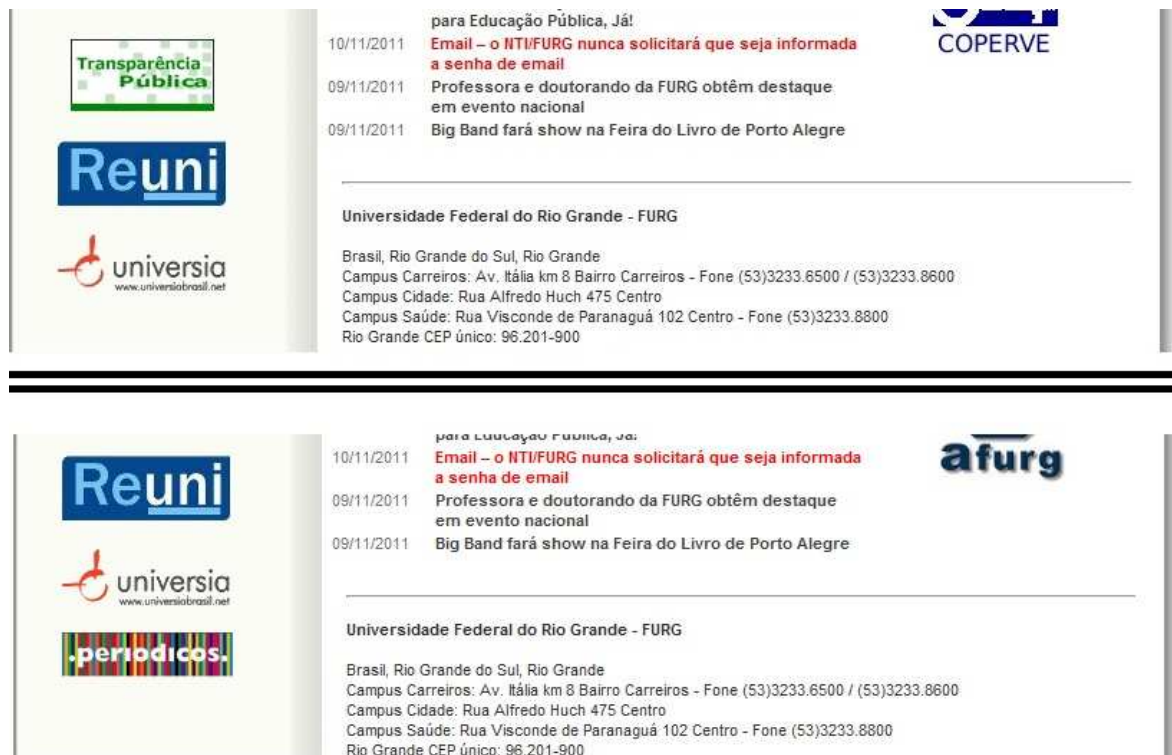 para Educação Pública, Já!
10/11/2011 Email – o NTI/FURG nunca solicitará que seja informada
a senha de email
09/11/2011 Professora e doutorando da FURG obtêm destaque
em evento nacional
09/11/2011 Big Band fará show na Feira do Livro de Porto Alegre
COPERVE
Transparência
Pública
Reuni
universia
www.universiabrasil.net
Universidade Federal do Rio Grande - FURG
Brasil, Rio Grande do Sul, Rio Grande
Campus Carreiros: Av. Itália km 8 Bairro Carreiros - Fone (53)3233.6500 / (53)3233.8600
Campus Cidade: Rua Alfredo Huch 475 Centro
Campus Saúde: Rua Visconde de Paranaguá 102 Centro - Fone (53)3233.8800
Rio Grande CEP único: 96.201-900
para Educação Pública, Já!
10/11/2011 Email – o NTI/FURG nunca solicitará que seja informada
a senha de email
09/11/2011 Professora e doutorando da FURG obtêm destaque
em evento nacional
09/11/2011 Big Band fará show na Feira do Livro de Porto Alegre
afurg
Reuni
universia
www.universiabrasil.net
.periodicos.
Universidade Federal do Rio Grande - FURG
Brasil, Rio Grande do Sul, Rio Grande
Campus Carreiros: Av. Itália km 8 Bairro Carreiros - Fone (53)3233.6500 / (53)3233.8600
Campus Cidade: Rua Alfredo Huch 475 Centro
Campus Saúde: Rua Visconde de Paranaguá 102 Centro - Fone (53)3233.8800
Rio Grande CEP único: 96.201-900